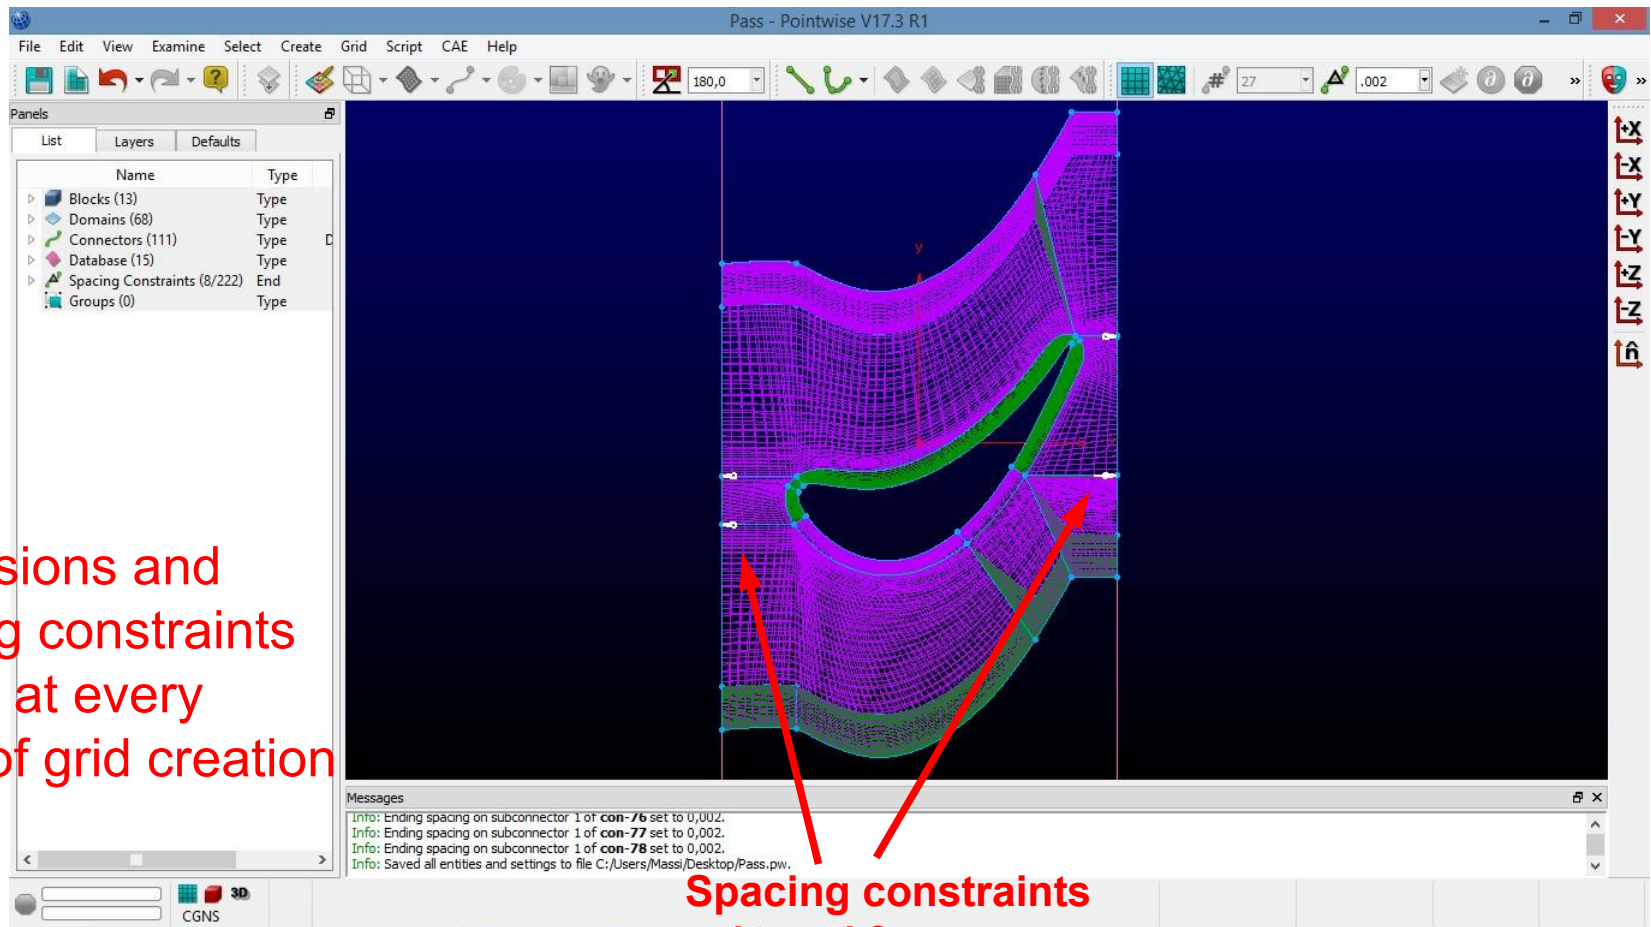 Pass - Pointwise V17.3 R1
File Edit View Examine Select Create Grid Script CAE Help
180,0
27
.002
Panels
List Layers Defaults
Name Type
Blocks (13) Type
Domains (68) Type
Connectors (111) Type D
Database (15) Type
Spacing Constraints (8/222) End
Groups (0) Type
y
+X
-X
+Y
-Y
+Z
-Z
n̂
sions and
g constraints
at every
of grid creation
Messages
Info: Ending spacing on subconnector 1 of con-76 set to 0,002.
Info: Ending spacing on subconnector 1 of con-77 set to 0,002.
Info: Ending spacing on subconnector 1 of con-78 set to 0,002.
Info: Saved all entities and settings to file C:/Users/Massi/Desktop/Pass.pw.
Spacing constraints
3D
CGNS